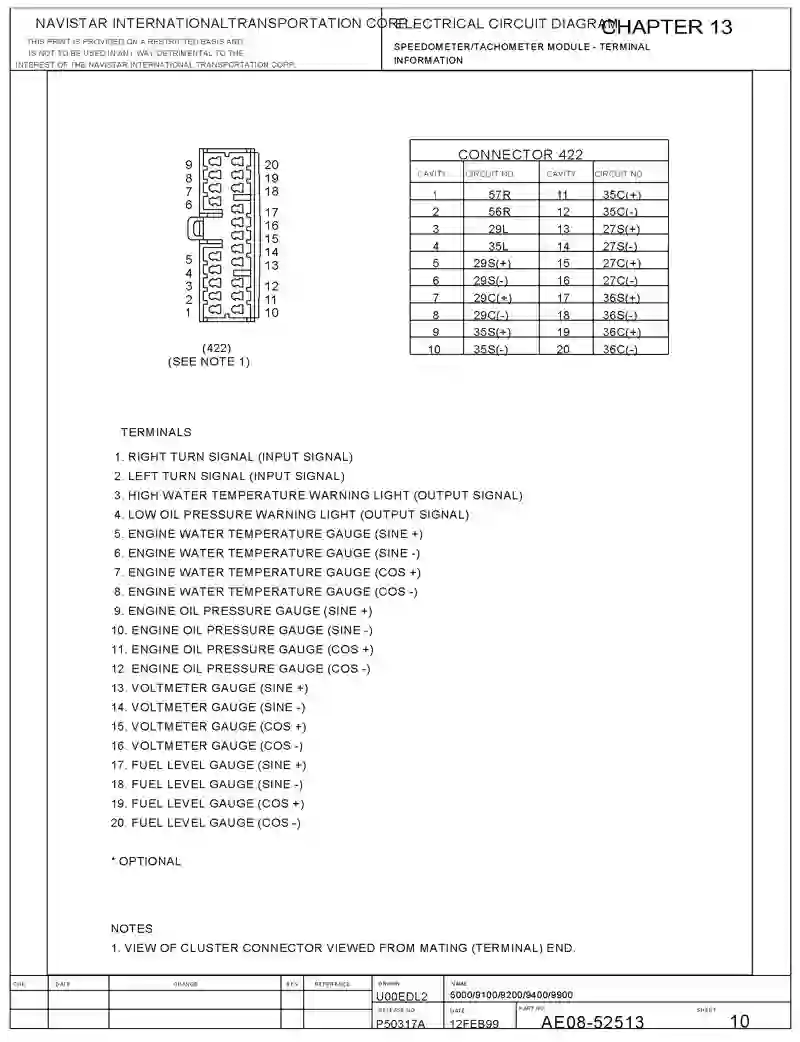 NAVISTAR INTERNATIONALTRANSPORTATION CORP.
THIS PRINT IS PROVIDED ON A RESTRICTED BASIS AND
IS NOT TO BE USED IN ANY WAY DETRIMENTAL TO THE
INTEREST OF THE NAVISTAR INTERNATIONAL TRANSPORTATION CORP.
ELECTRICAL CIRCUIT DIAGRAM
CHAPTER 13
SPEEDOMETER/TACHOMETER MODULE - TERMINAL
INFORMATION
9 20
8 19
7 18
6
17
16
15
5 14
4 13
3 12
2 11
1 10
(422)
(SEE NOTE 1)
CONNECTOR 422
CAVITY CIRCUIT NO. CAVITY CIRCUIT NO
1 57R 11 35C(+)
2 56R 12 35C(-)
3 29L 13 27S(+)
4 35L 14 27S(-)
5 29S(+) 15 27C(+)
6 29S(-) 16 27C(-)
7 29C(+) 17 36S(+)
8 29C(-) 18 36S(-)
9 35S(+) 19 36C(+)
10 35S(-) 20 36C(-)
TERMINALS
1. RIGHT TURN SIGNAL (INPUT SIGNAL)
2. LEFT TURN SIGNAL (INPUT SIGNAL)
3. HIGH WATER TEMPERATURE WARNING LIGHT (OUTPUT SIGNAL)
4. LOW OIL PRESSURE WARNING LIGHT (OUTPUT SIGNAL)
5. ENGINE WATER TEMPERATURE GAUGE (SINE +)
6. ENGINE WATER TEMPERATURE GAUGE (SINE -)
7. ENGINE WATER TEMPERATURE GAUGE (COS +)
8. ENGINE WATER TEMPERATURE GAUGE (COS -)
9. ENGINE OIL PRESSURE GAUGE (SINE +)
10. ENGINE OIL PRESSURE GAUGE (SINE -)
11. ENGINE OIL PRESSURE GAUGE (COS +)
12. ENGINE OIL PRESSURE GAUGE (COS -)
13. VOLTMETER GAUGE (SINE +)
14. VOLTMETER GAUGE (SINE -)
15. VOLTMETER GAUGE (COS +)
16. VOLTMETER GAUGE (COS -)
17. FUEL LEVEL GAUGE (SINE +)
18. FUEL LEVEL GAUGE (SINE -)
19. FUEL LEVEL GAUGE (COS +)
20. FUEL LEVEL GAUGE (COS -)
* OPTIONAL
NOTES
1. VIEW OF CLUSTER CONNECTOR VIEWED FROM MATING (TERMINAL) END.
CHK DATE CHANGE REV REFERENCE DRAWN NAME
U00EDL2 5000/9100/9200/9400/9900
RELEASE NO DATE PART NO. SHEET
P50317A 12FEB99 AE08-52513 10